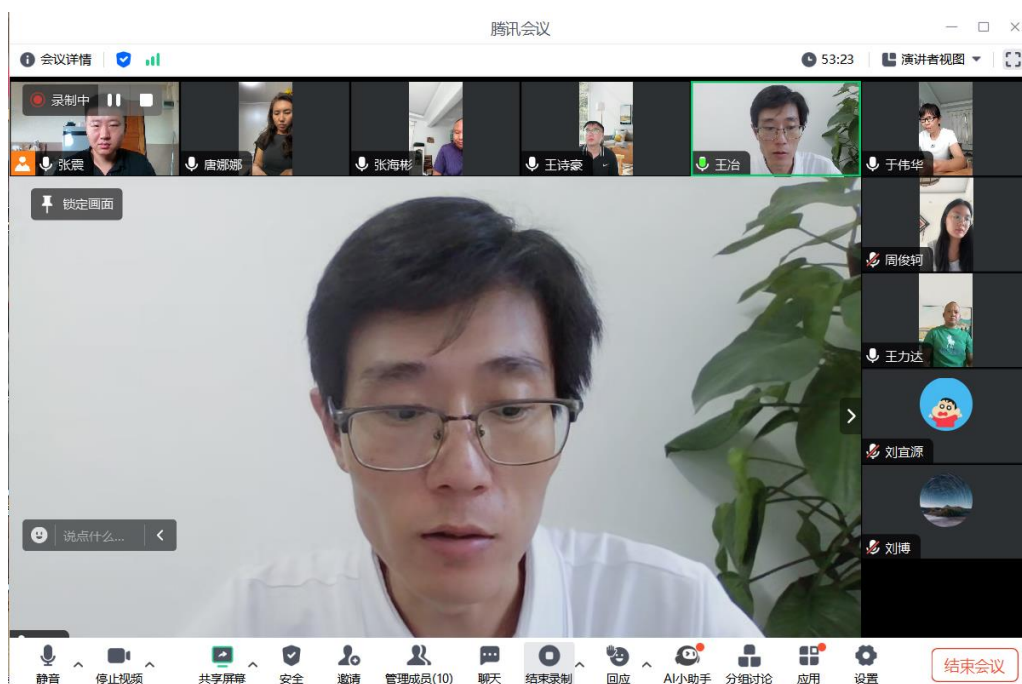 腾讯会议
会议详情
53:23
演讲者视图
录制中
张震
唐娜娜
张海彬
王诗豪
王冶
于伟华
锁定画面
周俊轲
王力达
刘宜源
说点什么...
刘博
静音
停止视频
共享屏幕
安全
邀请
管理成员(10)
聊天
结束录制
回应
AI小助手
分组讨论
应用
设置
结束会议